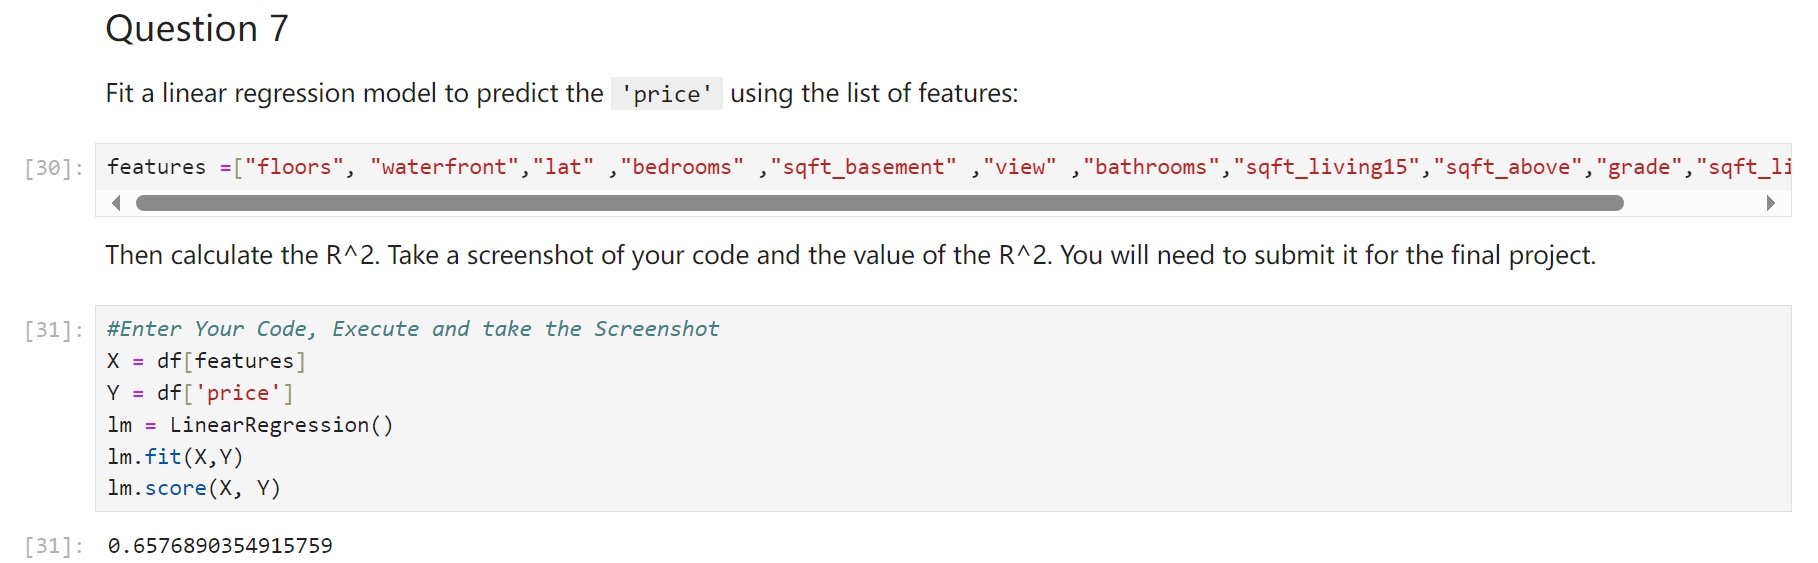 Question 7
Fit a linear regression model to predict the 'price' using the list of features:
[30]: features =["floors", "waterfront","lat" ,"bedrooms" ,"sqft_basement" ,"view" ,"bathrooms","sqft_living15","sqft_above","grade","sqft_li
Then calculate the R^2. Take a screenshot of your code and the value of the R^2. You will need to submit it for the final project.
[31]: #Enter Your Code, Execute and take the Screenshot
X = df[features]
Y = df['price']
lm = LinearRegression()
lm.fit(X,Y)
lm.score(X, Y)
[31]: 0.6576890354915759